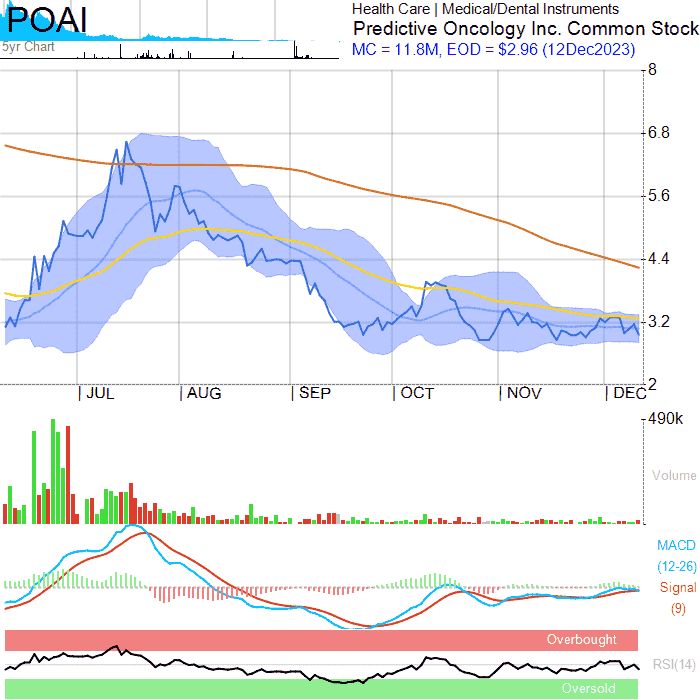 POAI
5yr Chart
Health Care | Medical/Dental Instruments
Predictive Oncology Inc. Common Stock
MC = 11.8M, EOD = $2.96 (12Dec2023)
8
6.8
5.6
4.4
3.2
2
JUL AUG SEP OCT NOV DEC
490k
Volume
MACD
(12-26)
Signal
(9)
Overbought
RSI(14)
Oversold